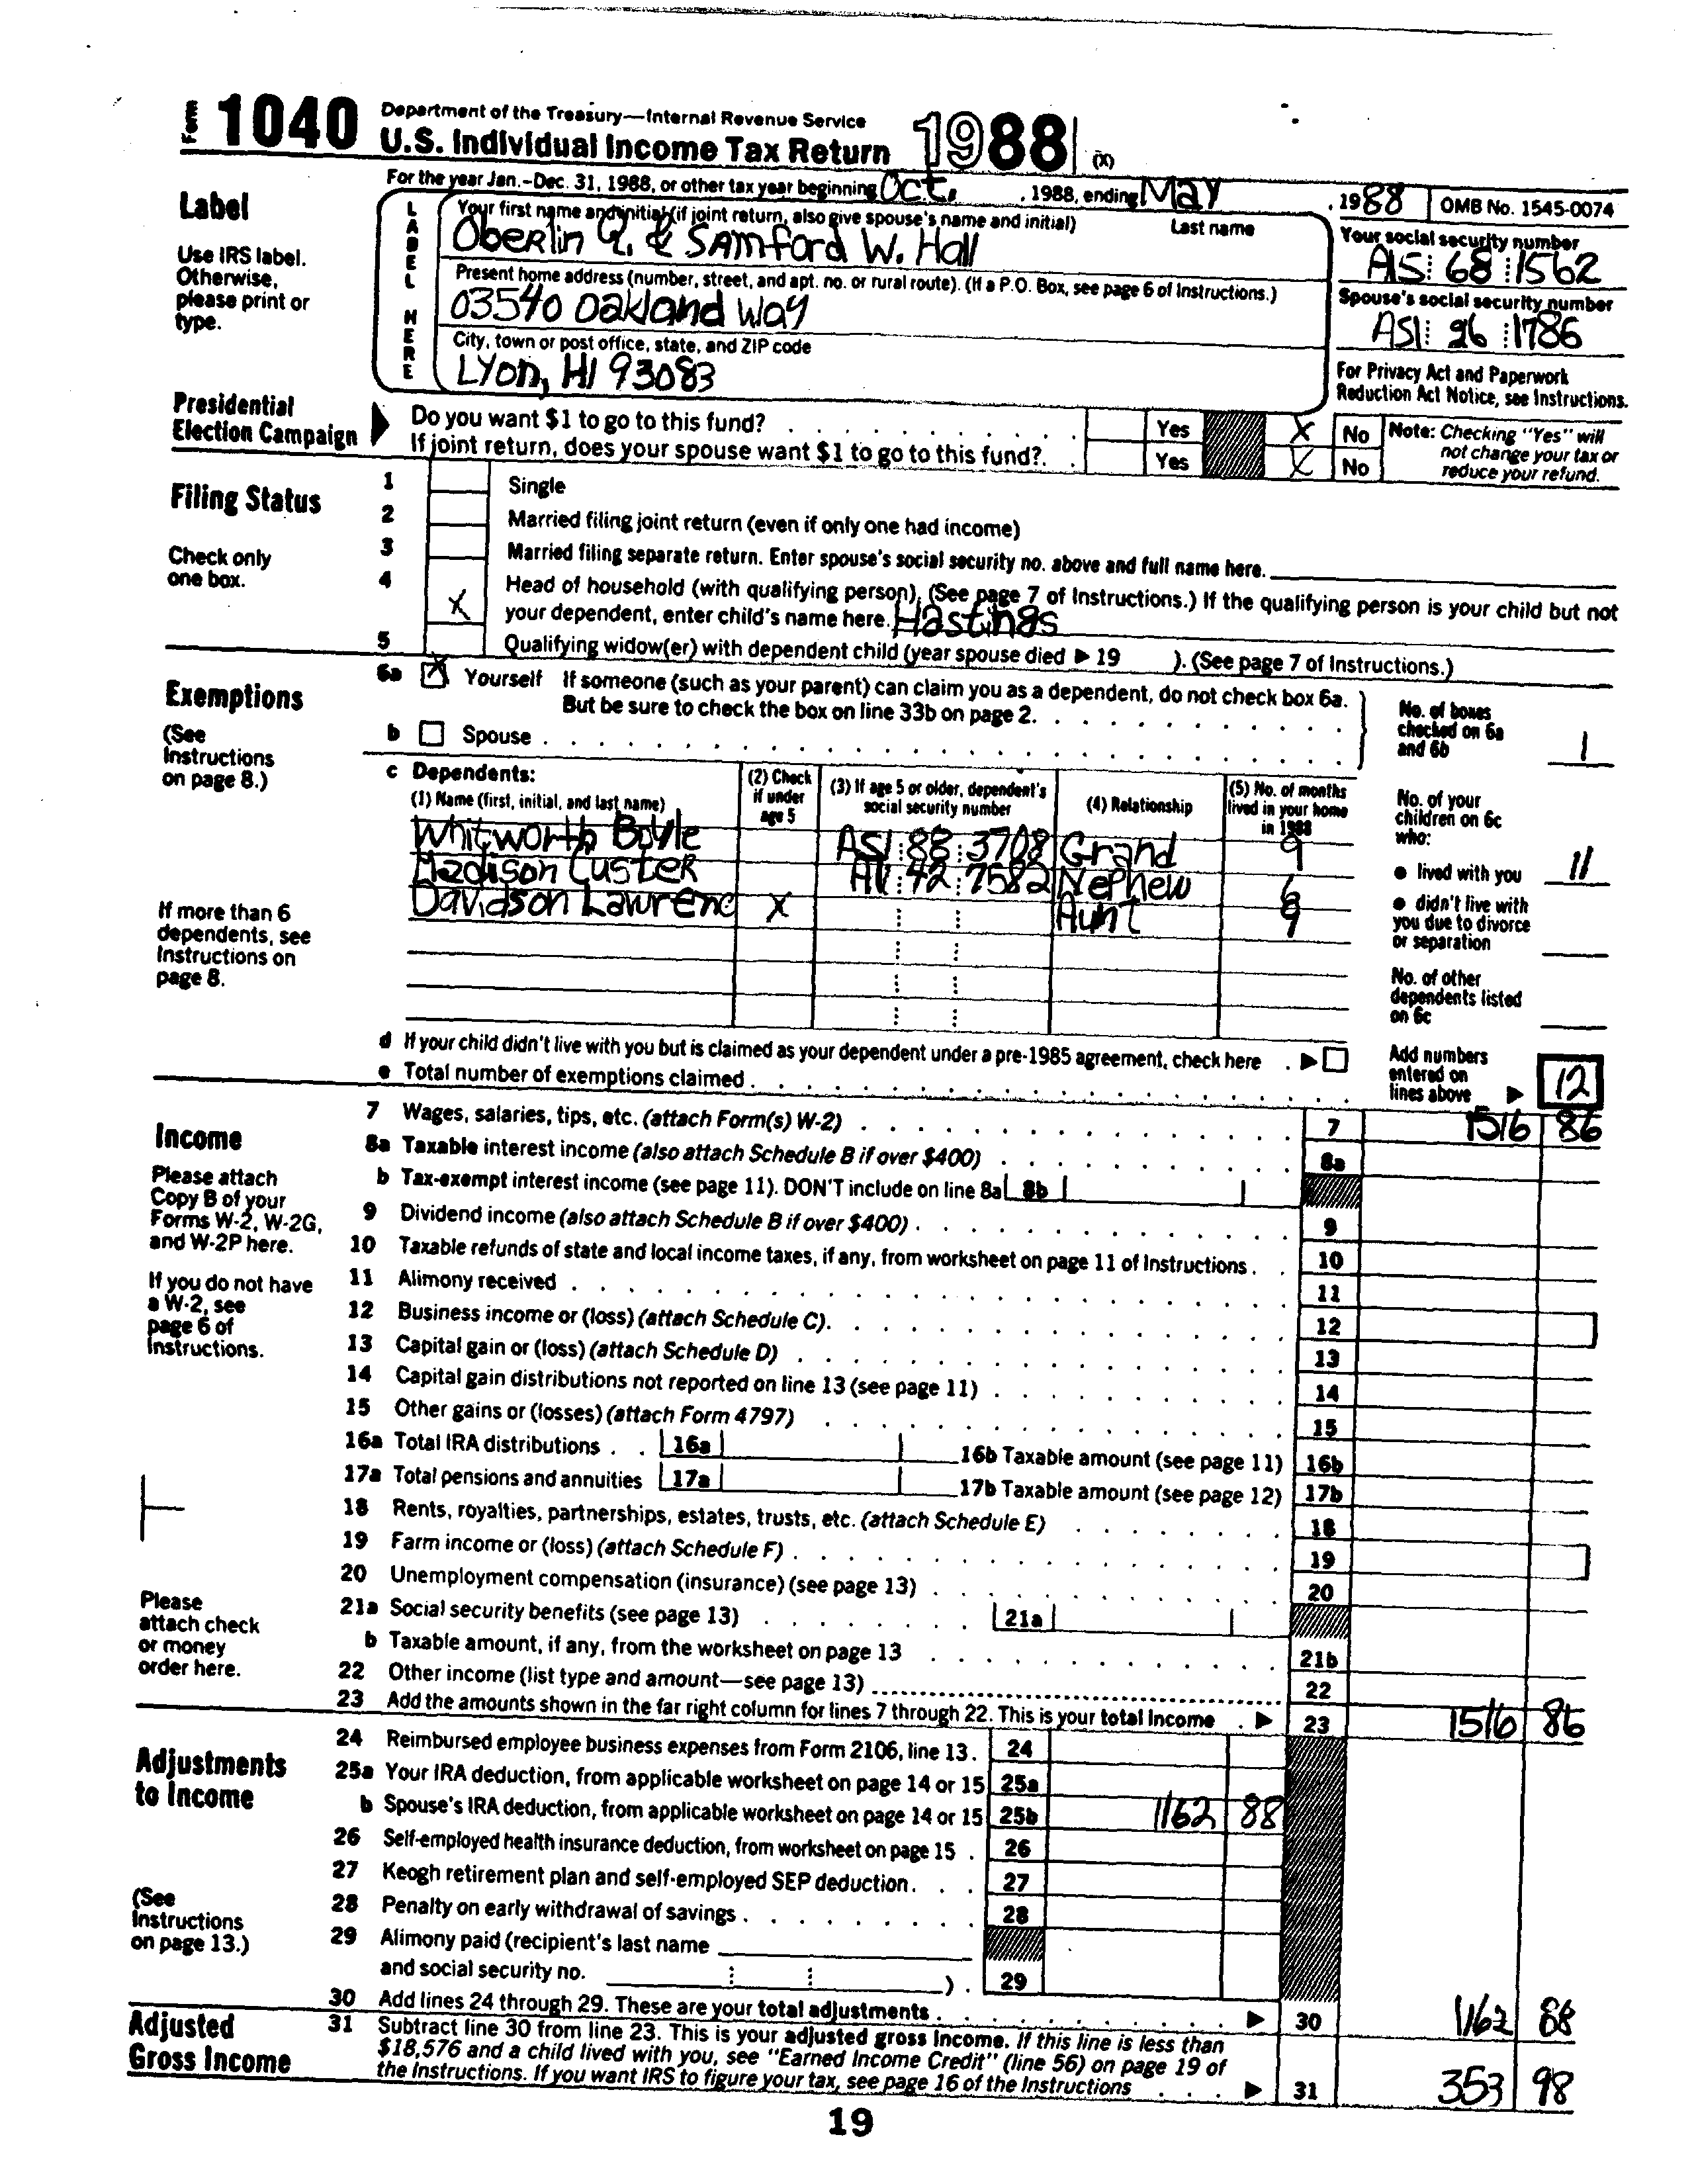 Form 1040 Department of the Treasury—Internal Revenue Service
U.S. Individual Income Tax Return 1988 (X)
For the year Jan.-Dec. 31, 1988, or other tax year beginning Oct. , 1988, ending May , 1988 OMB No. 1545-0074
Label
Use IRS label. Otherwise, please print or type.
LABEL HERE
Your first name and initial (if joint return, also give spouse's name and initial) Last name
Oberlin Q. & Samford W. Hall
Your social security number
AIS 68 1562
Present home address (number, street, and apt. no. or rural route). (If a P.O. Box, see page 6 of Instructions.)
03540 Oakland Way
Spouse's social security number
ASI 26 1786
City, town or post office, state, and ZIP code
Lyon, HI 93083
For Privacy Act and Paperwork Reduction Act Notice, see Instructions.
Presidential Election Campaign
Do you want $1 to go to this fund? Yes X No
If joint return, does your spouse want $1 to go to this fund? Yes X No
Note: Checking "Yes" will not change your tax or reduce your refund.
Filing Status
Check only one box.
1 Single
2 Married filing joint return (even if only one had income)
3 Married filing separate return. Enter spouse's social security no. above and full name here.
4 X Head of household (with qualifying person). (See page 7 of Instructions.) If the qualifying person is your child but not
your dependent, enter child's name here. Hastings
5 Qualifying widow(er) with dependent child (year spouse died ▶ 19 ). (See page 7 of Instructions.)
Exemptions
(See Instructions on page 8.)
6a X Yourself If someone (such as your parent) can claim you as a dependent, do not check box 6a.
But be sure to check the box on line 33b on page 2.
b Spouse
No. of boxes checked on 6a and 6b 1
c Dependents:
(1) Name (first, initial, and last name)
(2) Check if under age 5
(3) If age 5 or older, dependent's social security number
(4) Relationship
(5) No. of months lived in your home in 1988
Whitworth Boyle ASI 88 3708 Grand 9
Madison Custer 42 7582 Nephew 6
Davidson Lawrenc X Aunt 9
No. of your children on 6c who:
• lived with you 11
• didn't live with you due to divorce or separation
No. of other dependents listed on 6c
If more than 6 dependents, see Instructions on page 8.
d If your child didn't live with you but is claimed as your dependent under a pre-1985 agreement, check here ▶
e Total number of exemptions claimed
Add numbers entered on lines above ▶ 12
Income
Please attach Copy B of your Forms W-2, W-2G, and W-2P here.
If you do not have a W-2, see page 6 of Instructions.
Please attach check or money order here.
7 Wages, salaries, tips, etc. (attach Form(s) W-2) 7 1516 86
8a Taxable interest income (also attach Schedule B if over $400) 8a
b Tax-exempt interest income (see page 11). DON'T include on line 8a 8b
9 Dividend income (also attach Schedule B if over $400) 9
10 Taxable refunds of state and local income taxes, if any, from worksheet on page 11 of Instructions 10
11 Alimony received 11
12 Business income or (loss) (attach Schedule C) 12
13 Capital gain or (loss) (attach Schedule D) 13
14 Capital gain distributions not reported on line 13 (see page 11) 14
15 Other gains or (losses) (attach Form 4797) 15
16a Total IRA distributions 16a 16b Taxable amount (see page 11) 16b
17a Total pensions and annuities 17a 17b Taxable amount (see page 12) 17b
18 Rents, royalties, partnerships, estates, trusts, etc. (attach Schedule E) 18
19 Farm income or (loss) (attach Schedule F) 19
20 Unemployment compensation (insurance) (see page 13) 20
21a Social security benefits (see page 13) 21a
b Taxable amount, if any, from the worksheet on page 13 21b
22 Other income (list type and amount—see page 13) 22
23 Add the amounts shown in the far right column for lines 7 through 22. This is your total income ▶ 23 1516 86
Adjustments to Income
(See Instructions on page 13.)
24 Reimbursed employee business expenses from Form 2106, line 13. 24
25a Your IRA deduction, from applicable worksheet on page 14 or 15 25a
b Spouse's IRA deduction, from applicable worksheet on page 14 or 15 25b 1162 88
26 Self-employed health insurance deduction, from worksheet on page 15 26
27 Keogh retirement plan and self-employed SEP deduction 27
28 Penalty on early withdrawal of savings 28
29 Alimony paid (recipient's last name
and social security no. ) 29
30 Add lines 24 through 29. These are your total adjustments ▶ 30 1162 88
Adjusted Gross Income
31 Subtract line 30 from line 23. This is your adjusted gross income. If this line is less than
$18,576 and a child lived with you, see "Earned Income Credit" (line 56) on page 19 of
the Instructions. If you want IRS to figure your tax, see page 16 of the Instructions ▶ 31 353 98
19